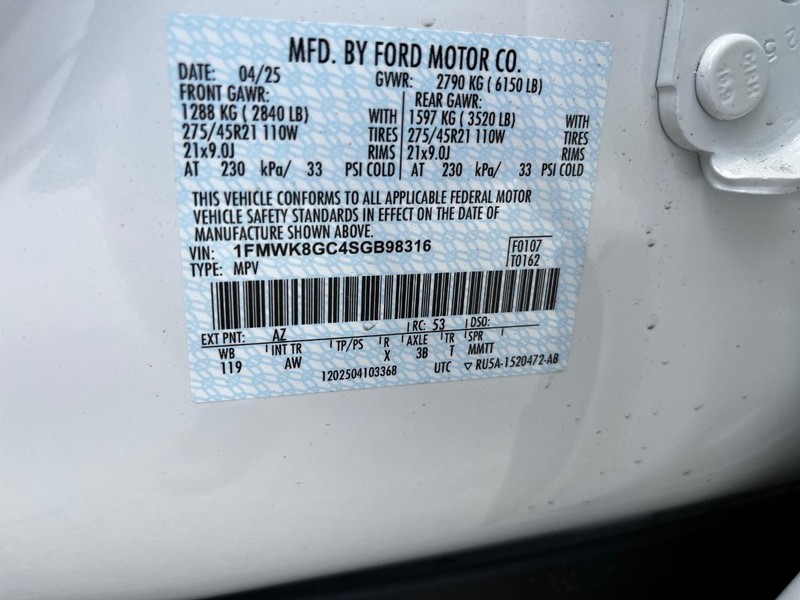 MFD. BY FORD MOTOR CO.
DATE: 04/25 GVWR: 2790 KG ( 6150 LB)
FRONT GAWR: REAR GAWR:
1288 KG ( 2840 LB) WITH 1597 KG ( 3520 LB) WITH
275/45R21 110W TIRES 275/45R21 110W TIRES
21x9.0J RIMS 21x9.0J RIMS
AT 230 kPa/ 33 PSI COLD AT 230 kPa/ 33 PSI COLD
THIS VEHICLE CONFORMS TO ALL APPLICABLE FEDERAL MOTOR
VEHICLE SAFETY STANDARDS IN EFFECT ON THE DATE OF
MANUFACTURE SHOWN ABOVE.
VIN: 1FMWK8GC4SGB98316 F0107
TYPE: MPV T0162
EXT PNT: AZ RC: 53 DSO:
WB INT TR TP/PS R AXLE TR SPR
119 AW X 3B T MMTT
1202504103368 UTC RU5A-1520472-AB